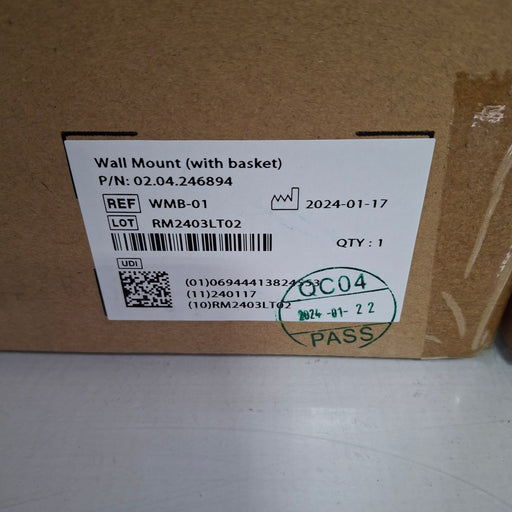 Wall Mount (with basket)
P/N: 02.04.246894
REF WMB-01 2024-01-17
LOT RM2403LT02
QTY : 1
UDI
(11)240117
(10)RM2403LT02
QC04
2024 -01- 22
PASS